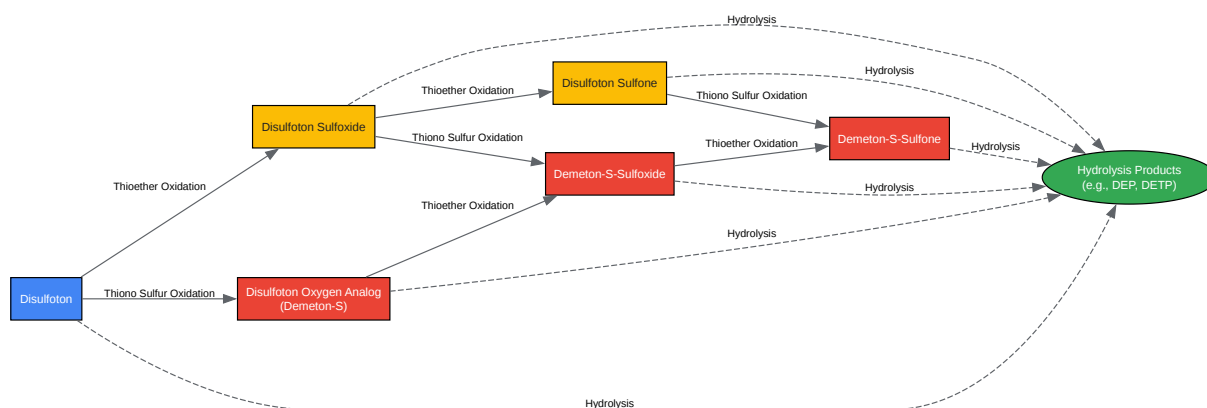 Hydrolysis
Hydrolysis
Disulfoton Sulfone
Thioether Oxidation
Thiono Sulfur Oxidation
Disulfoton Sulfoxide
Thiono Sulfur Oxidation
Thioether Oxidation
Demeton-S-Sulfone
Hydrolysis
Demeton-S-Sulfoxide
Hydrolysis Products
(e.g., DEP, DETP)
Thioether Oxidation
Hydrolysis
Thioether Oxidation
Hydrolysis
Disulfoton
Thiono Sulfur Oxidation
Disulfoton Oxygen Analog
(Demeton-S)
Hydrolysis